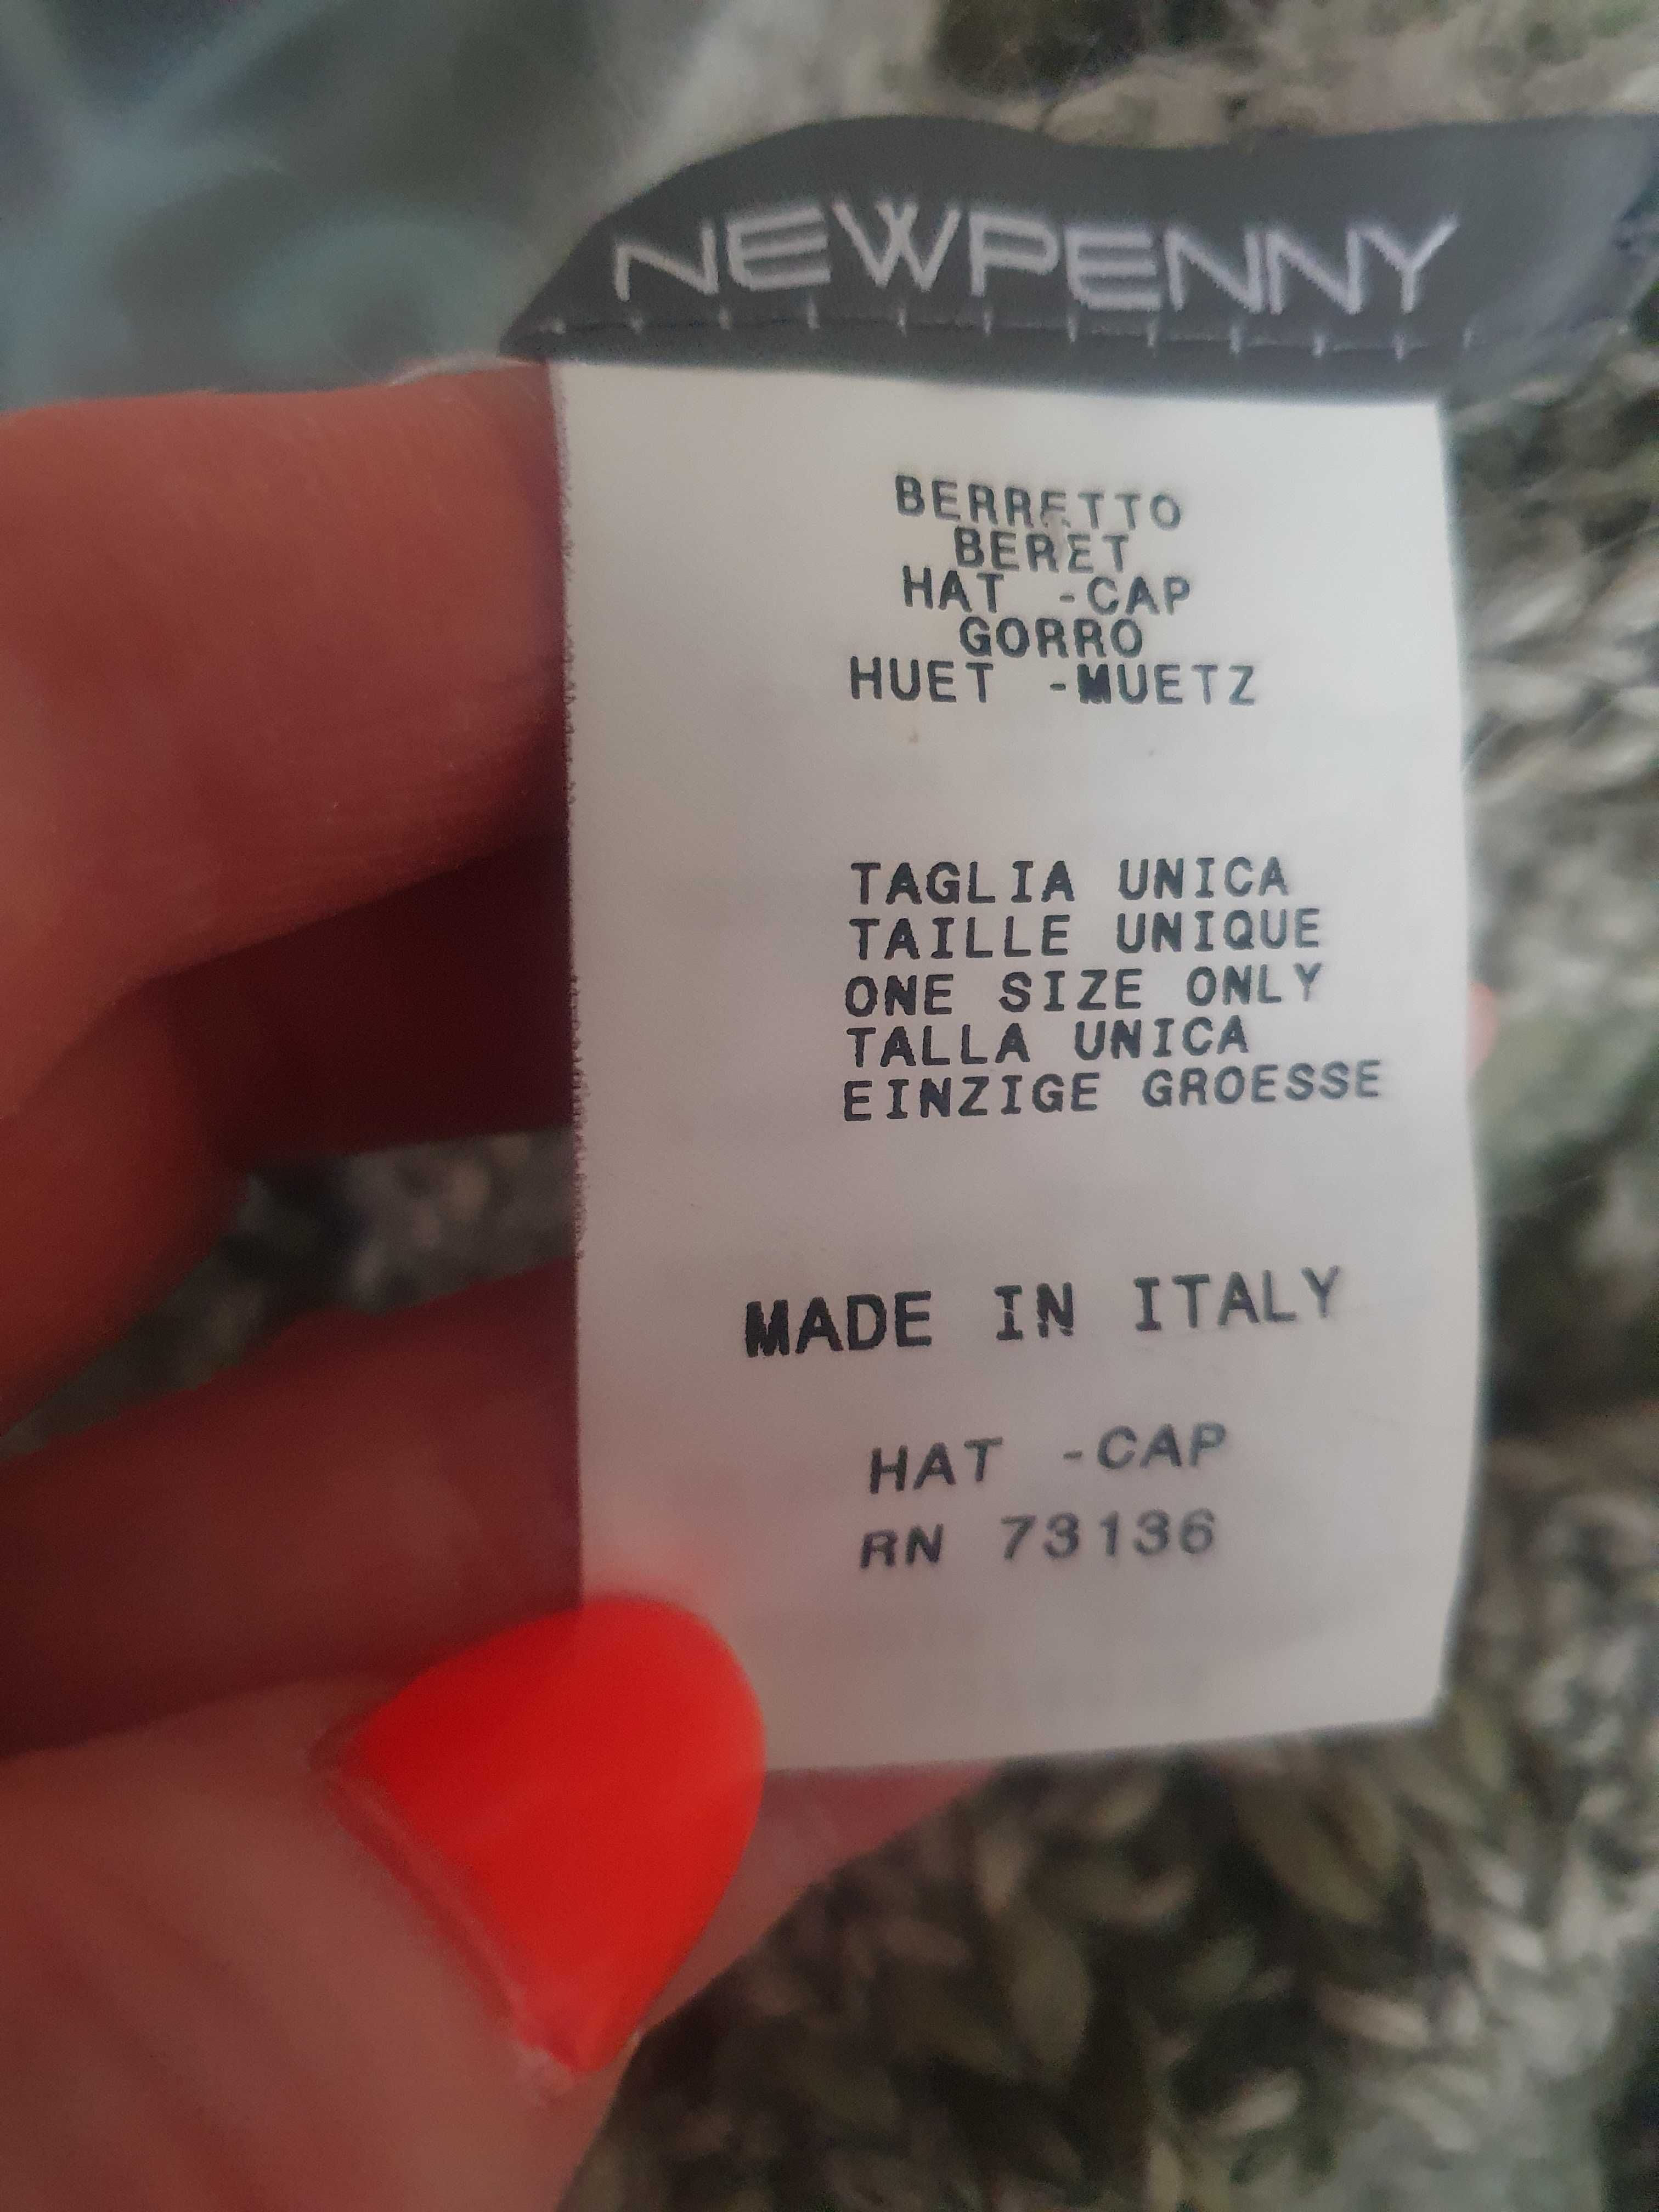 NEWPENNY
BERRETTO
BERET
HAT -CAP
GORRO
HUET -MUETZ
TAGLIA UNICA
TAILLE UNIQUE
ONE SIZE ONLY
TALLA UNICA
EINZIGE GROESSE
MADE IN ITALY
HAT -CAP
RN 73136